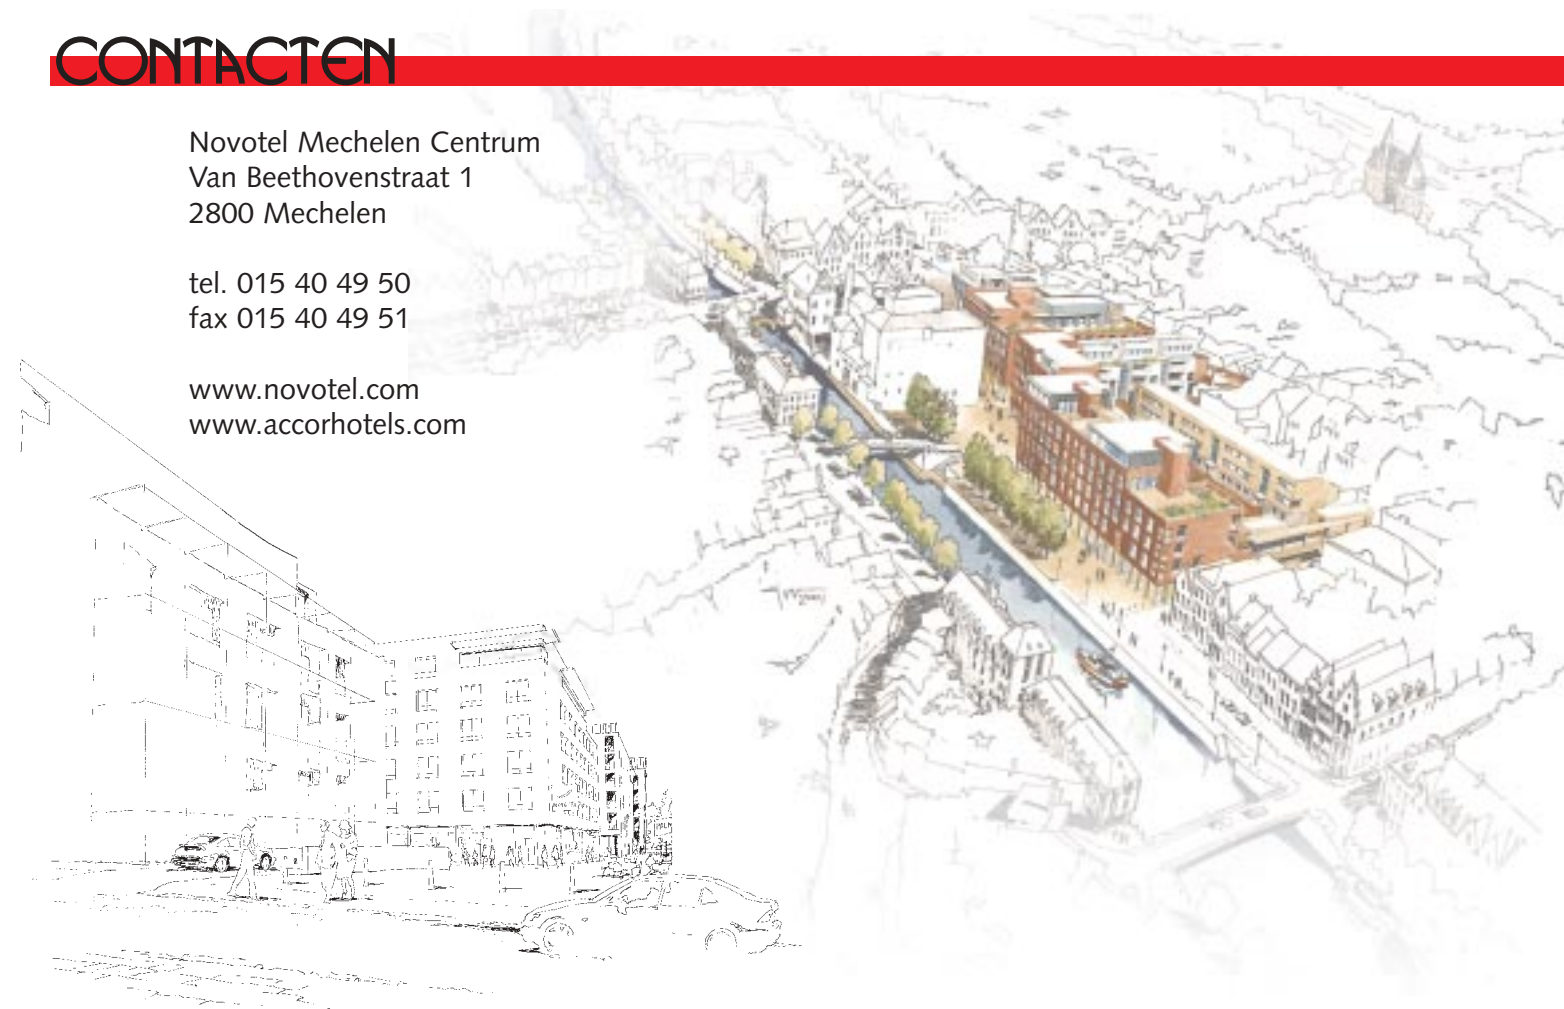 CONTACTEN
Novotel Mechelen Centrum
Van Beethovenstraat 1
2800 Mechelen
tel. 015 40 49 50
fax 015 40 49 51
www.novotel.com
www.accorhotels.com